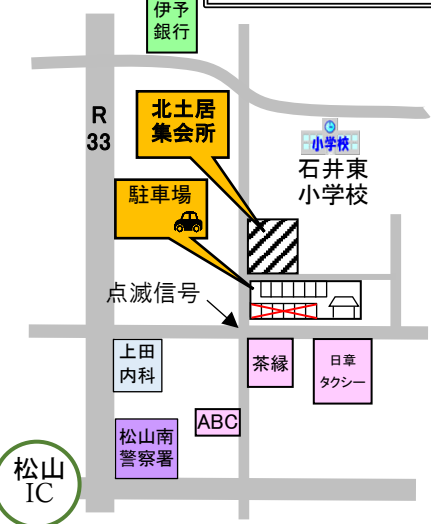 伊予
銀行
R
33
北土居
集会所
小学校
石井東
小学校
駐車場
点滅信号
上田
内科
茶縁
日章
タクシー
ABC
松山南
警察署
松山
IC